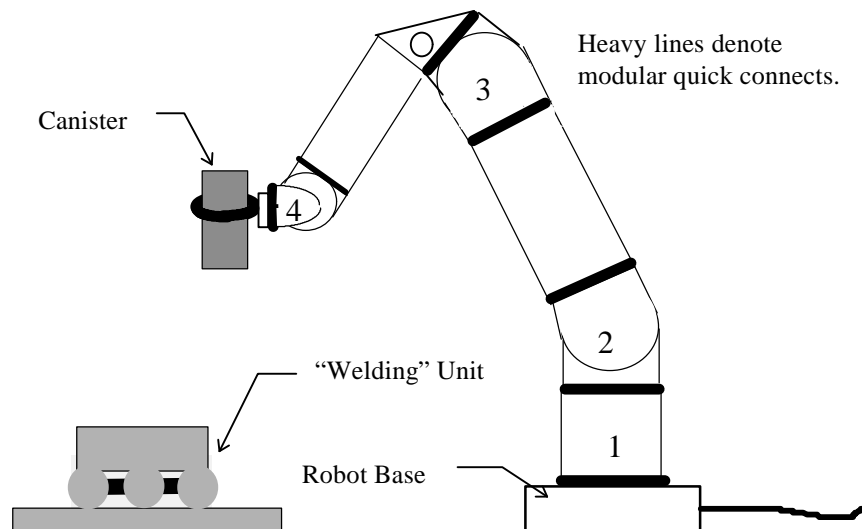 Heavy lines denote
modular quick connects.
3
Canister
4
2
“Welding” Unit
1
Robot Base